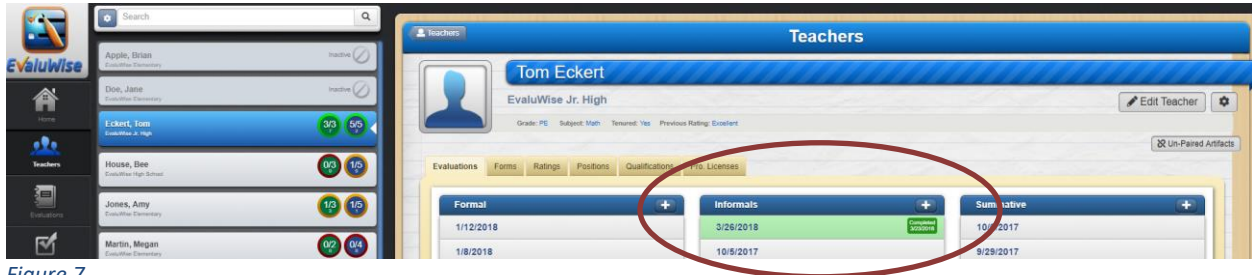 Search
EvaluWise
Home
Teachers
Evaluations
Apple, Brian
EvaluWise Elementary
Inactive
Doe, Jane
EvaluWise Elementary
Inactive
Eckert, Tom
EvaluWise Jr. High
3/3
5/5
House, Bee
EvaluWise High School
0/3
1/5
Jones, Amy
EvaluWise Elementary
1/3
1/5
Martin, Megan
EvaluWise Elementary
0/2
0/4
Teachers
Teachers
Tom Eckert
EvaluWise Jr. High
Grade: PE Subject: Math Tenured: Yes Previous Rating: Excellent
Edit Teacher
Un-Paired Artifacts
Evaluations Forms Ratings Positions Qualifications Pro. Licenses
Formal
1/12/2018
1/8/2018
Informals
3/26/2018
Completed
3/23/2018
10/5/2017
Summative
9/29/2017
Figure 7